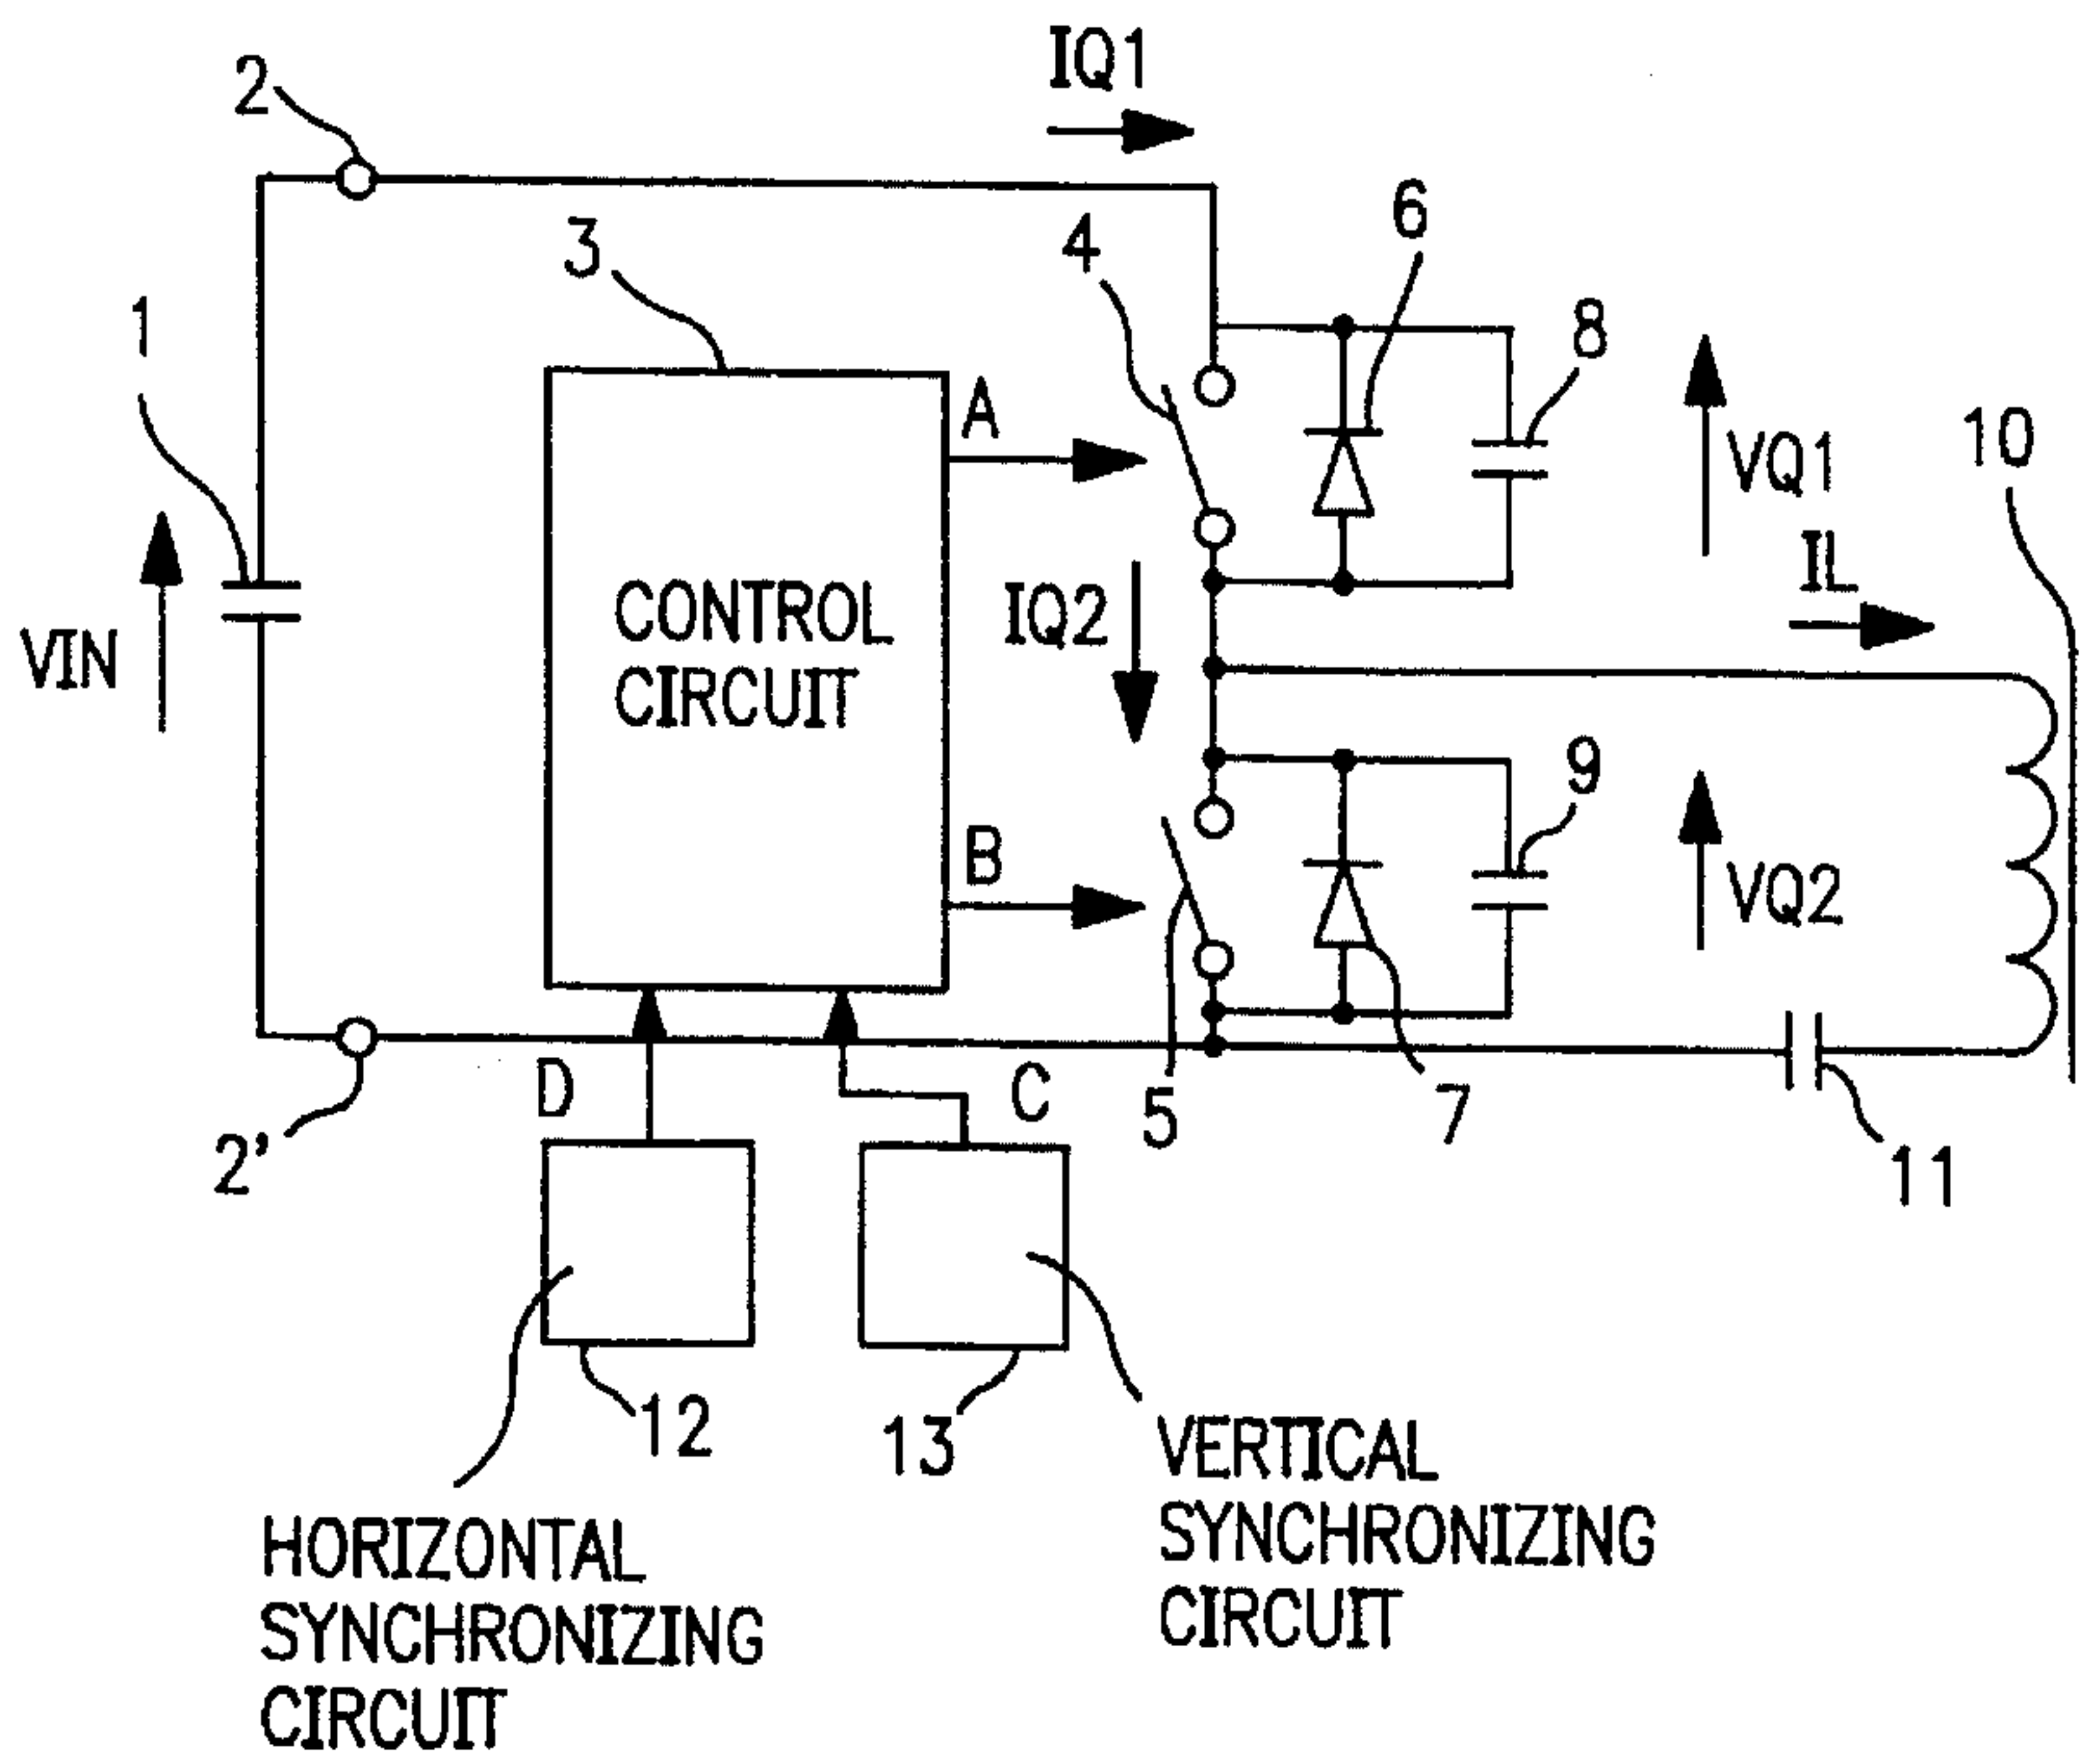 IQ1
2
3
4
6
1
8
A
VQ1
10
IL
CONTROL
CIRCUIT
IQ2
VIN
9
B
VQ2
D
C
5
7
2'
11
12
13
VERTICAL
SYNCHRONIZING
CIRCUIT
HORIZONTAL
SYNCHRONIZING
CIRCUIT